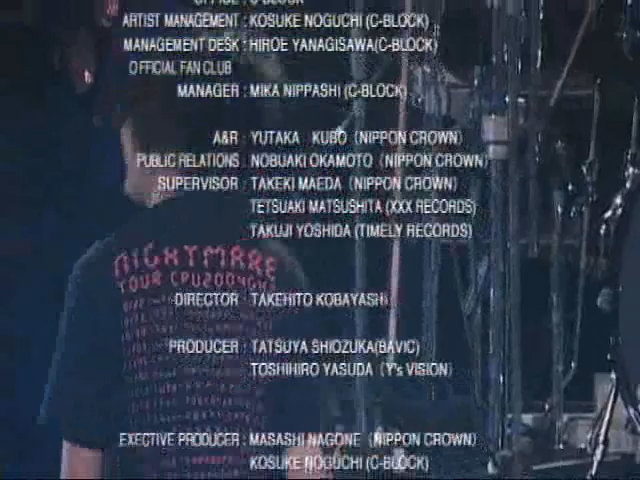 OFFICE : C-BLOCK
ARTIST MANAGEMENT : KOSUKE NOGUCHI (C-BLOCK)
MANAGEMENT DESK : HIROE YANAGISAWA(C-BLOCK)
OFFICIAL FAN CLUB
MANAGER : MIKA NIPPASHI (C-BLOCK)
A&R : YUTAKA KUBO (NIPPON CROWN)
PUBLIC RELATIONS : NOBUAKI OKAMOTO (NIPPON CROWN)
SUPERVISOR : TAKEKI MAEDA (NIPPON CROWN)
TETSUAKI MATSUSHITA (XXX RECORDS)
TAKUJI YOSHIDA (TIMELY RECORDS)
NIGHTMARE
TOUR CPU2004GHz
DIRECTOR : TAKEHITO KOBAYASHI
PRODUCER : TATSUYA SHIOZUKA(BAVIC)
TOSHIHIRO YASUDA (Y's VISION)
EXECTIVE PRODUCER : MASASHI NAGONE (NIPPON CROWN)
KOSUKE NOGUCHI (C-BLOCK)